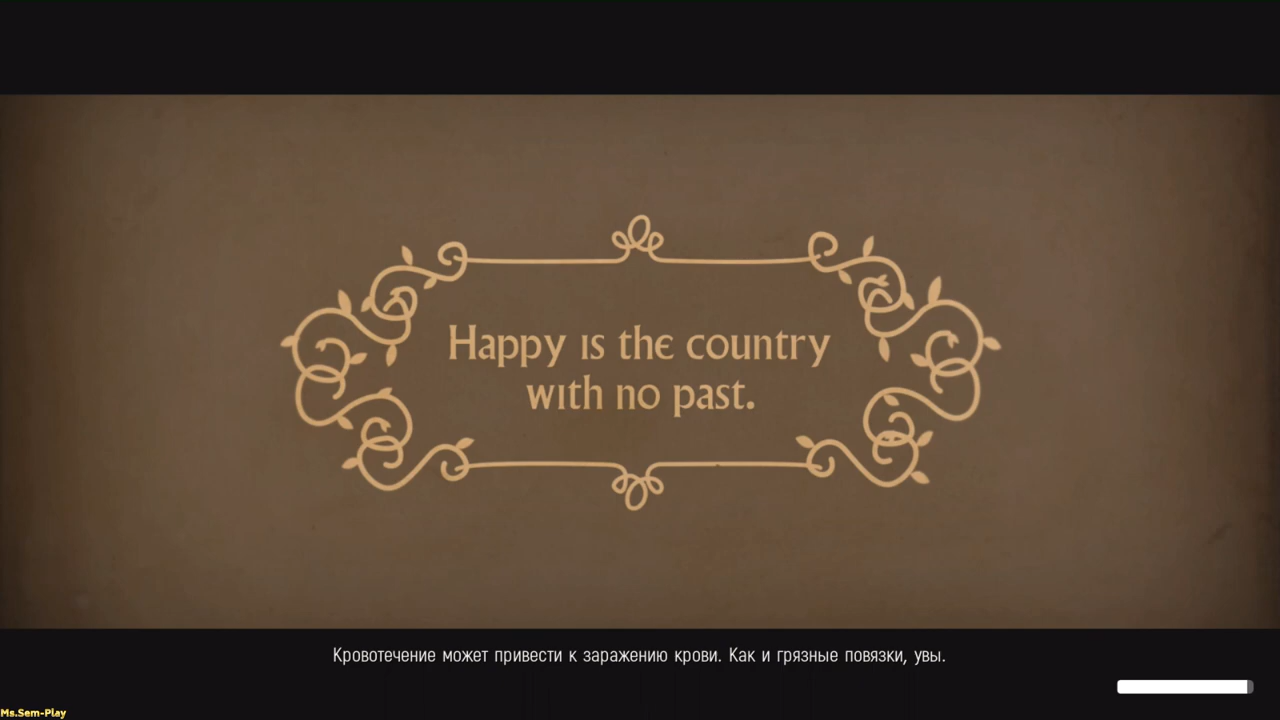 Happy is the country
with no past.
Кровотечение может привести к заражению крови. Как и грязные повязки, увы.
Ms.Sem-Play